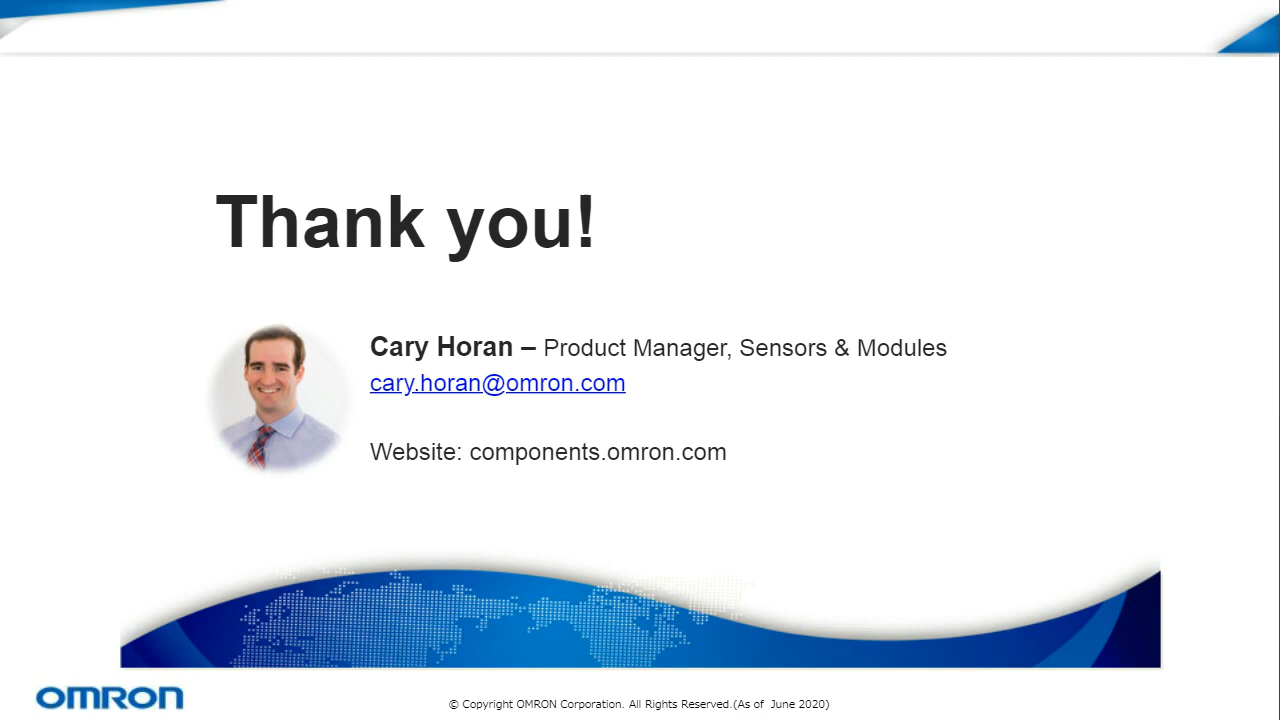 Thank you!
Cary Horan – Product Manager, Sensors & Modules
cary.horan@omron.com
Website: components.omron.com
OMRON
© Copyright OMRON Corporation. All Rights Reserved.(As of June 2020)